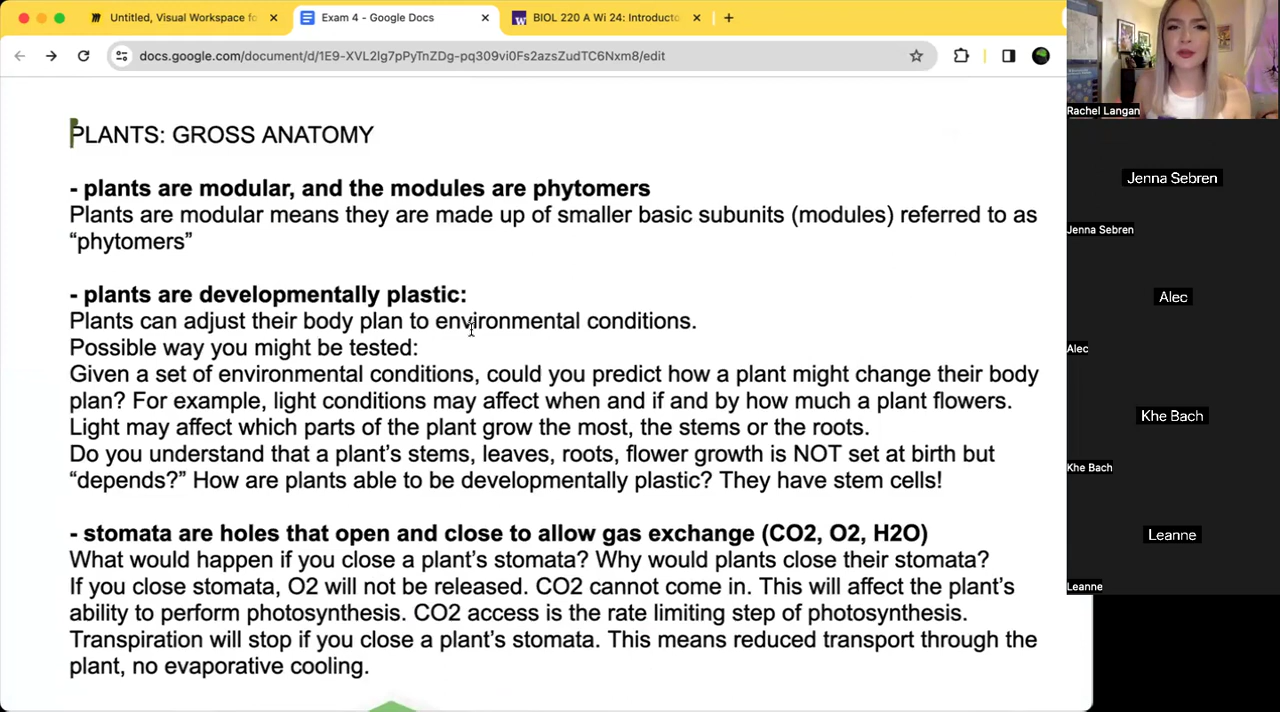 Untitled, Visual Workspace fo
Exam 4 - Google Docs
BIOL 220 A Wi 24: Introducto
docs.google.com/document/d/1E9-XVL2lg7pPyTnZDg-pq309vi0Fs2azsZudTC6Nxm8/edit
PLANTS: GROSS ANATOMY
- plants are modular, and the modules are phytomers
Plants are modular means they are made up of smaller basic subunits (modules) referred to as
“phytomers”
- plants are developmentally plastic:
Plants can adjust their body plan to environmental conditions.
Possible way you might be tested:
Given a set of environmental conditions, could you predict how a plant might change their body
plan? For example, light conditions may affect when and if and by how much a plant flowers.
Light may affect which parts of the plant grow the most, the stems or the roots.
Do you understand that a plant’s stems, leaves, roots, flower growth is NOT set at birth but
“depends?” How are plants able to be developmentally plastic? They have stem cells!
- stomata are holes that open and close to allow gas exchange (CO2, O2, H2O)
What would happen if you close a plant’s stomata? Why would plants close their stomata?
If you close stomata, O2 will not be released. CO2 cannot come in. This will affect the plant’s
ability to perform photosynthesis. CO2 access is the rate limiting step of photosynthesis.
Transpiration will stop if you close a plant’s stomata. This means reduced transport through the
plant, no evaporative cooling.
Rachel Langan
Jenna Sebren
Jenna Sebren
Alec
Alec
Khe Bach
Khe Bach
Leanne
Leanne